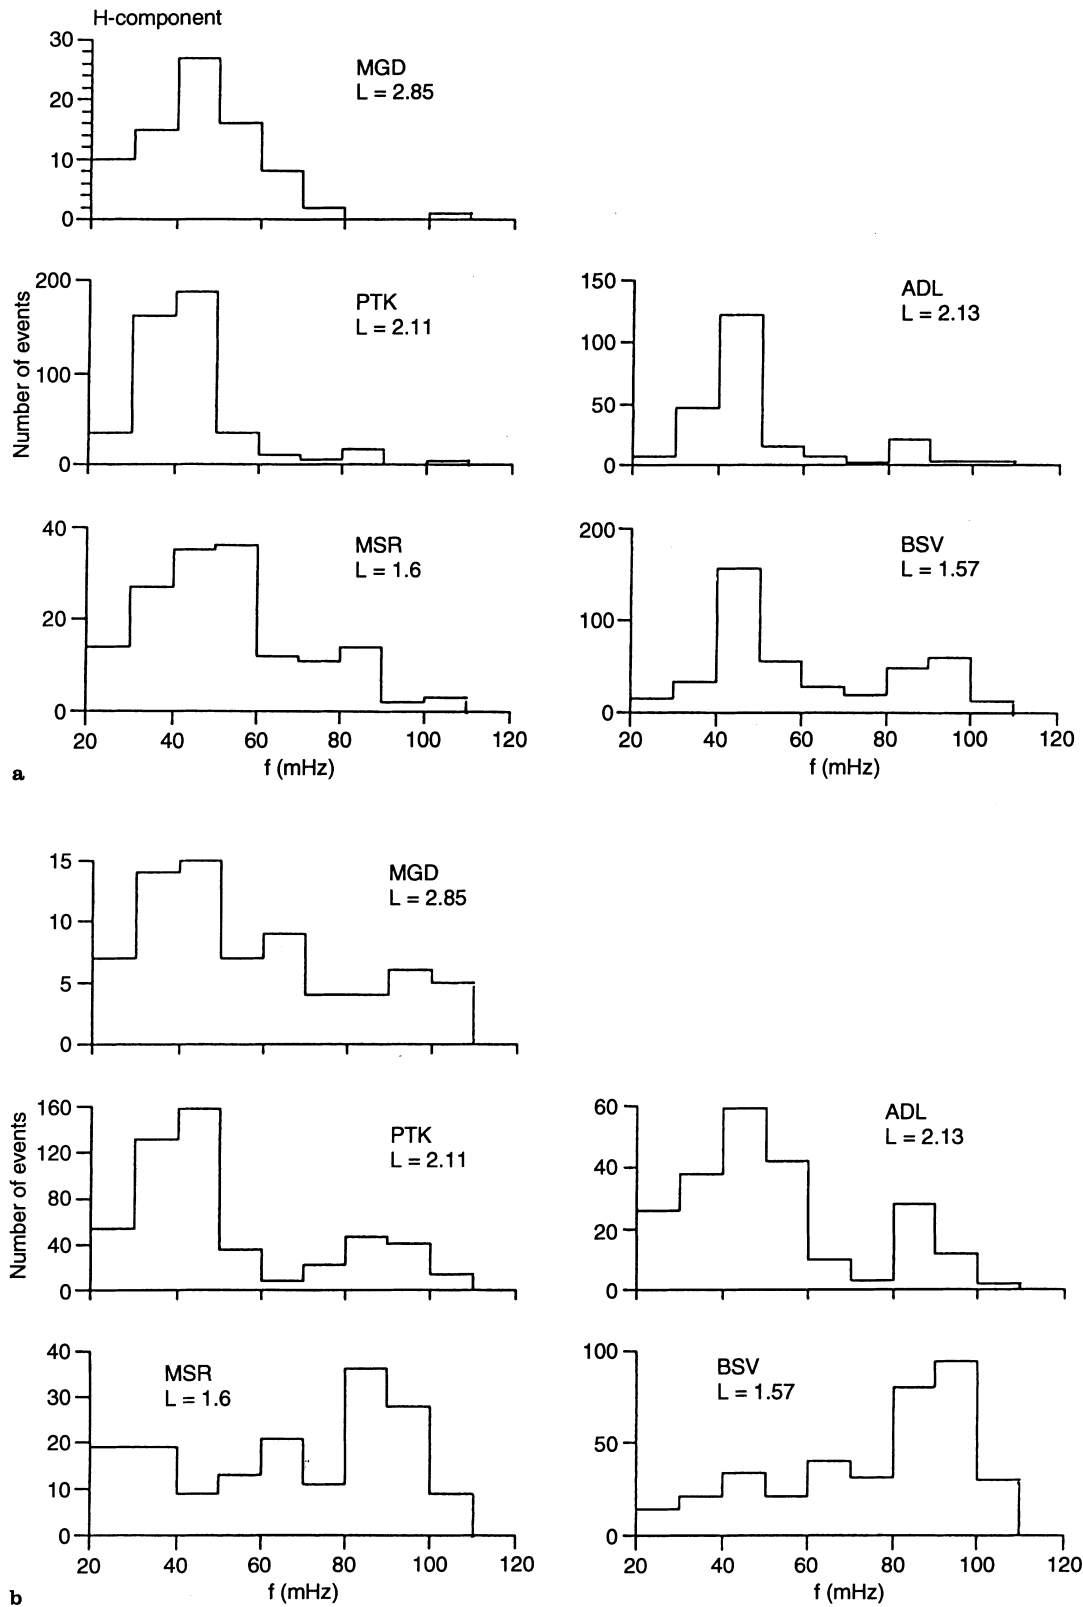 H-component
30
20
10
0
MGD
L = 2.85
Number of events
200
100
0
PTK
L = 2.11
150
100
50
0
ADL
L = 2.13
40
20
0
MSR
L = 1.6
20 40 60 80 100 120
f (mHz)
200
100
0
BSV
L = 1.57
20 40 60 80 100 120
f (mHz)
a
15
10
5
0
MGD
L = 2.85
Number of events
160
120
80
40
0
PTK
L = 2.11
60
40
20
0
ADL
L = 2.13
40
30
20
10
0
MSR
L = 1.6
20 40 60 80 100 120
f (mHz)
100
50
0
BSV
L = 1.57
20 40 60 80 100 120
f (mHz)
b